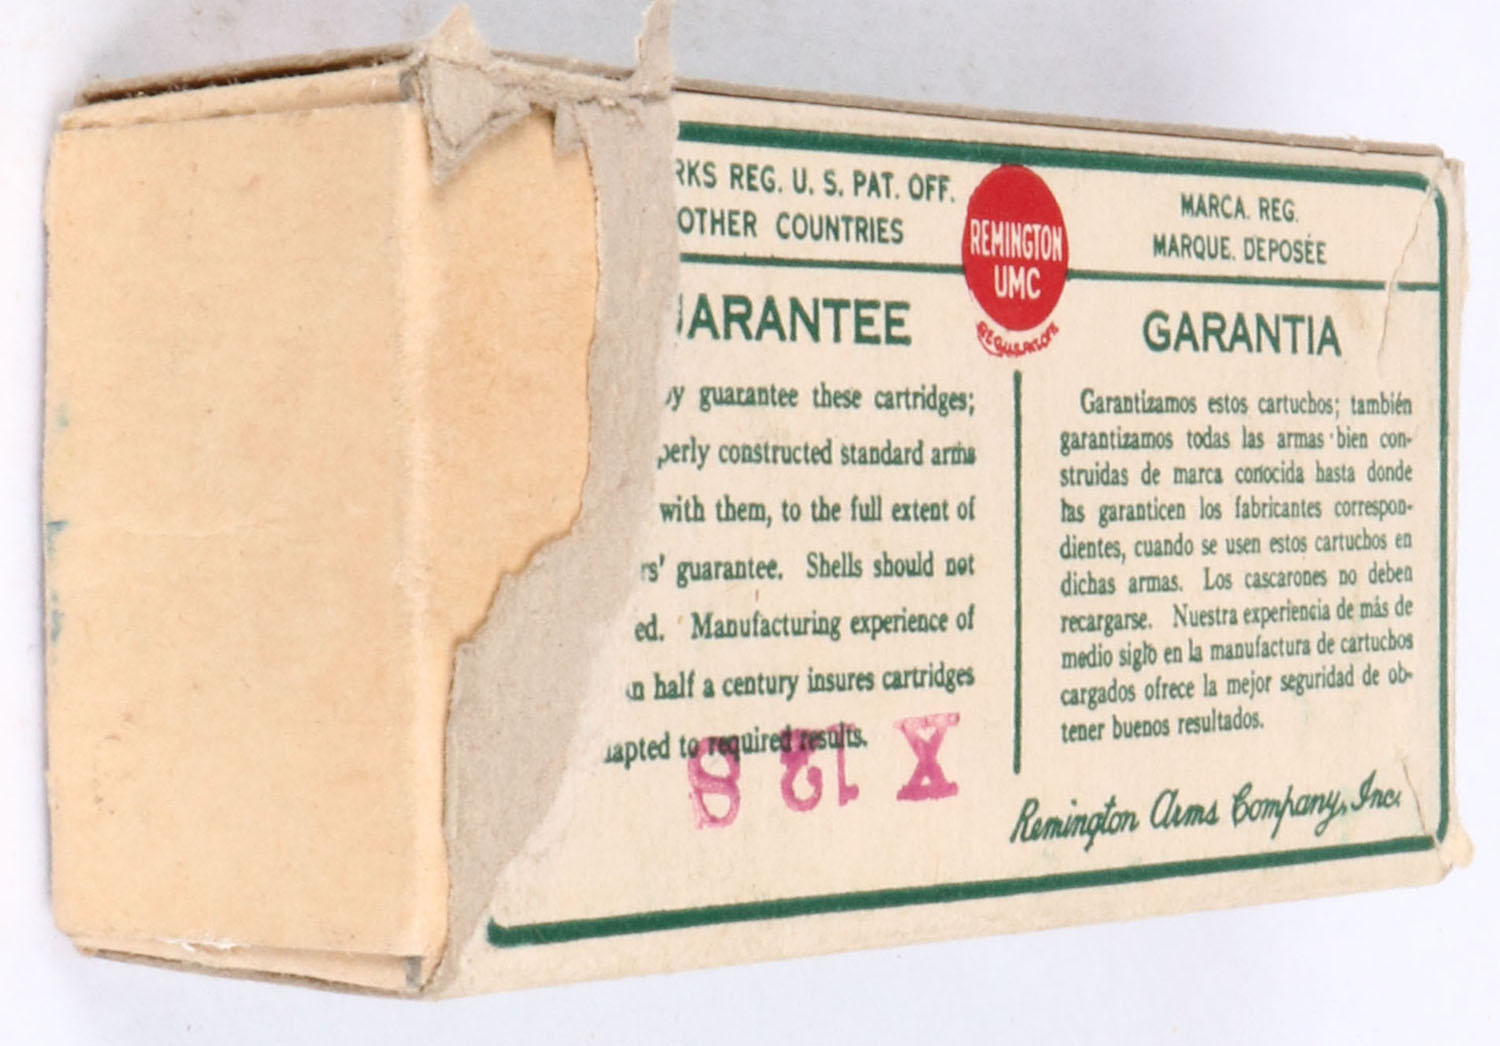 RKS REG. U. S. PAT. OFF.
OTHER COUNTRIES
REMINGTON
UMC
MARCA. REG.
MARQUE. DEPOSÉE
UARANTEE
by guarantee these cartridges;
perly constructed standard arms
with them, to the full extent of
rs' guarantee. Shells should not
ed. Manufacturing experience of
n half a century insures cartridges
dapted to required results.
GARANTIA
Garantizamos estos cartuchos; también
garantizamos todas las armas bien con-
struidas de marca conocida hasta donde
las garanticen los fabricantes correspon-
dientes, cuando se usen estos cartuchos en
dichas armas. Los cascarones no deben
recargarse. Nuestra experiencia de más de
medio siglo en la manufactura de cartuchos
cargados ofrece la mejor seguridad de ob-
tener buenos resultados.
Remington Arms Company, Inc.